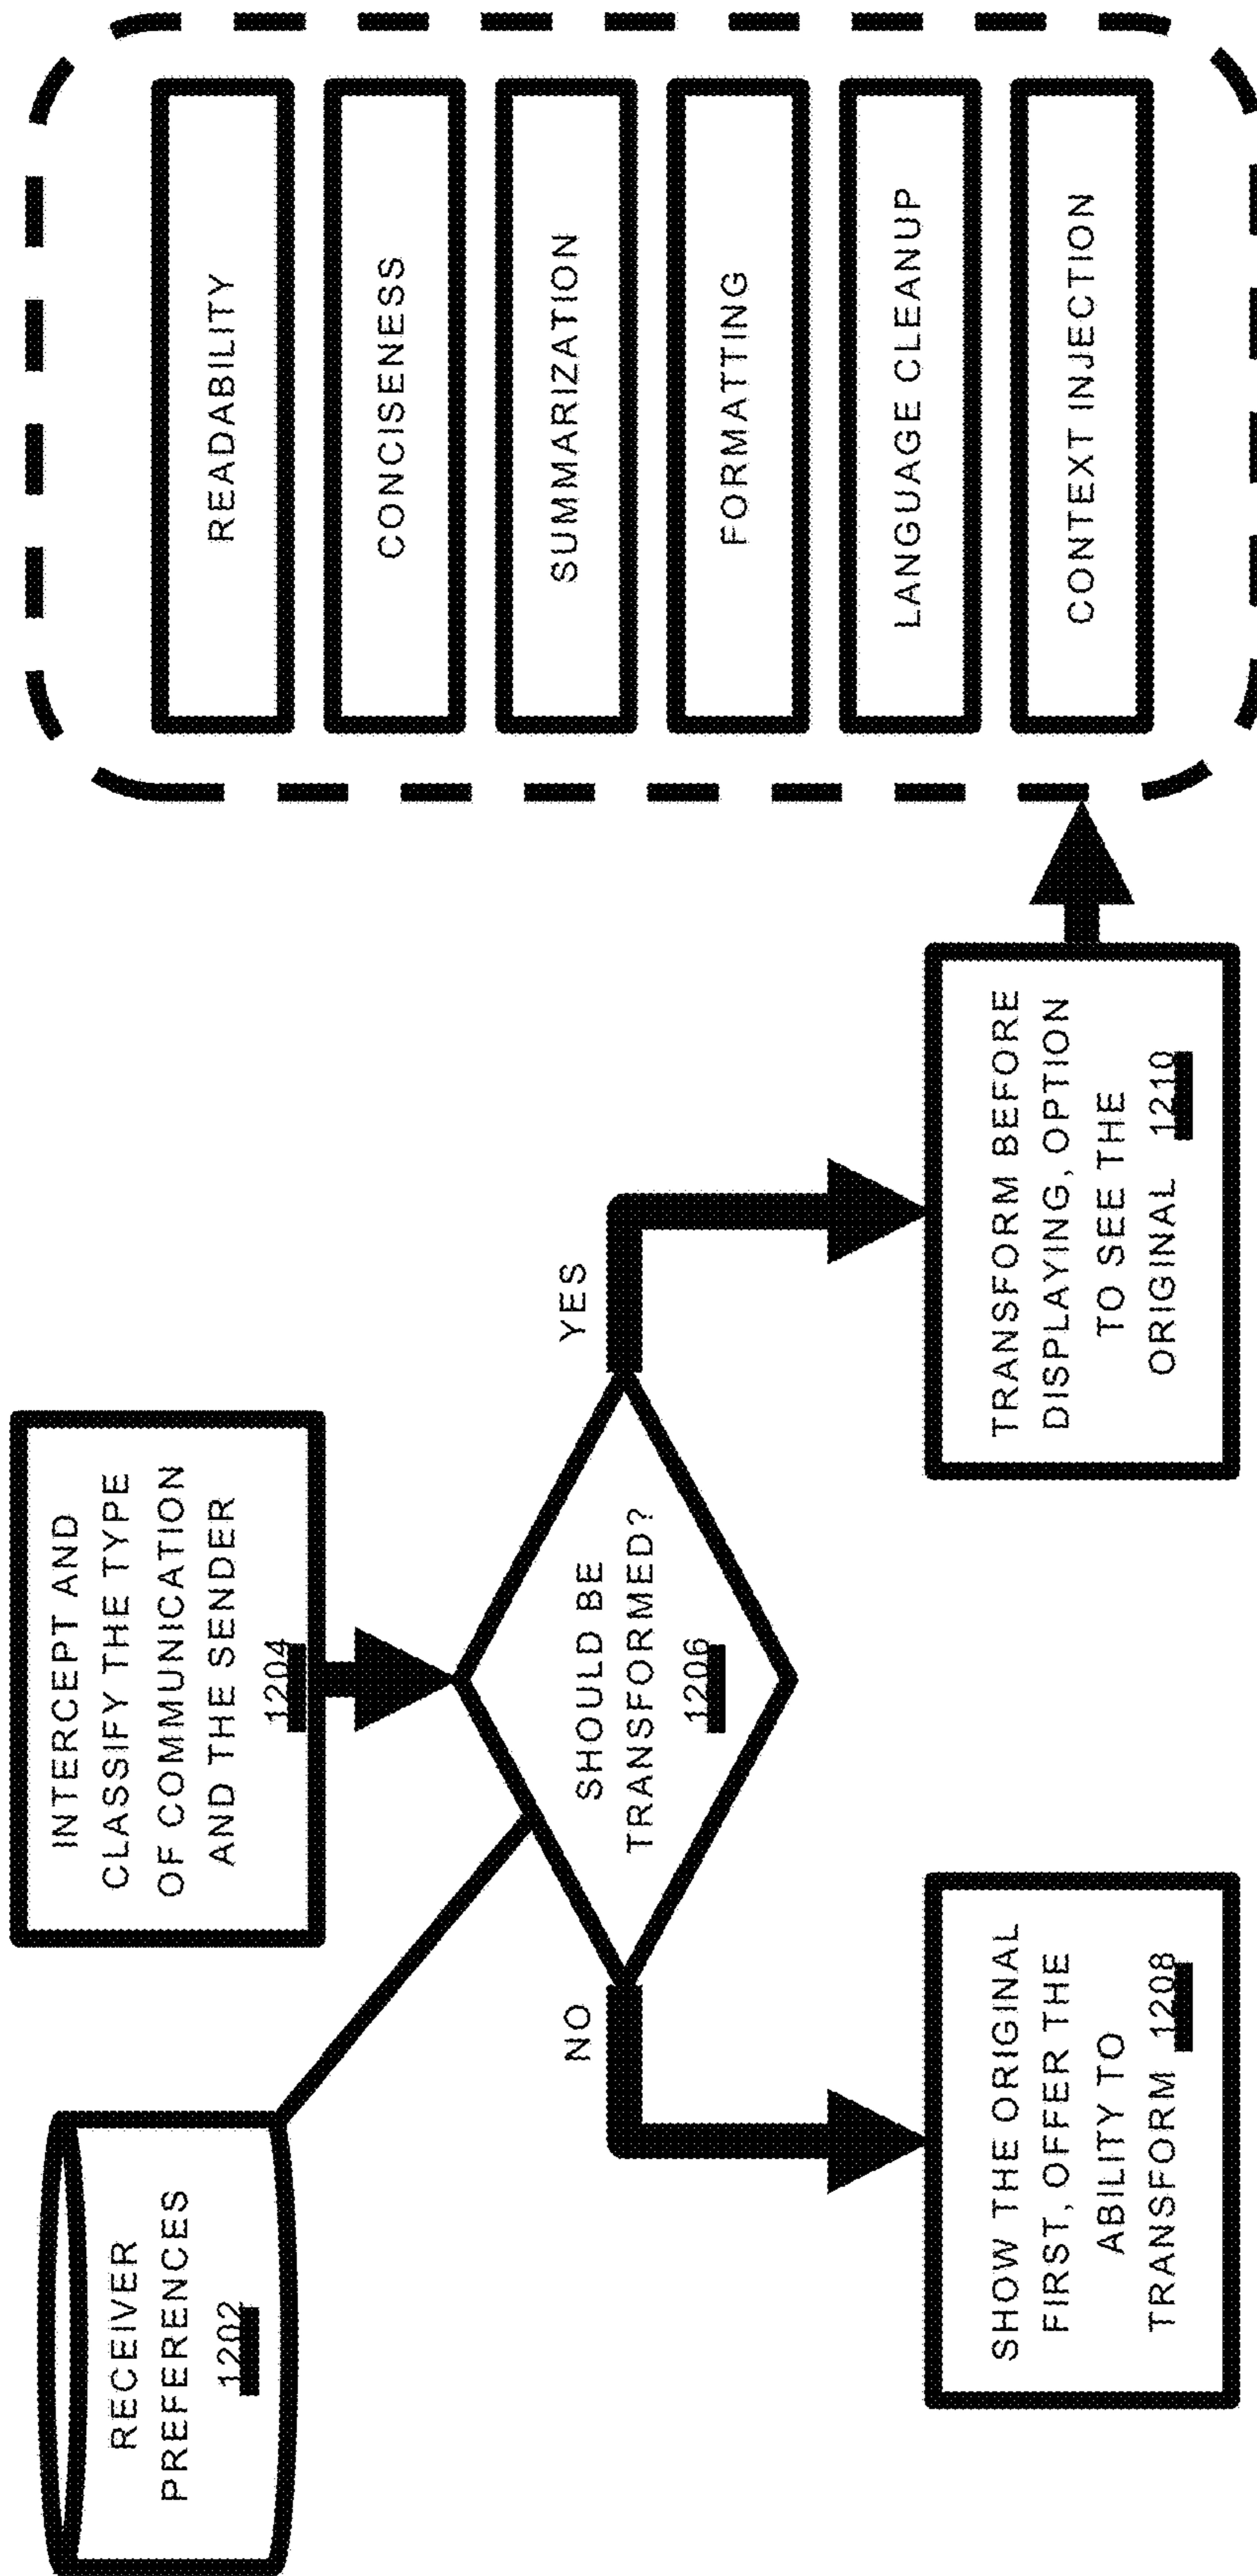 RECEIVER
PREFERENCES
1202
INTERCEPT AND
CLASSIFY THE TYPE
OF COMMUNICATION
AND THE SENDER
1204
SHOULD BE
TRANSFORMED?
1206
NO
YES
SHOW THE ORIGINAL
FIRST, OFFER THE
ABILITY TO
TRANSFORM 1208
TRANSFORM BEFORE
DISPLAYING, OPTION
TO SEE THE
ORIGINAL 1210
READABILITY
CONCISENESS
SUMMARIZATION
FORMATTING
LANGUAGE CLEANUP
CONTEXT INJECTION